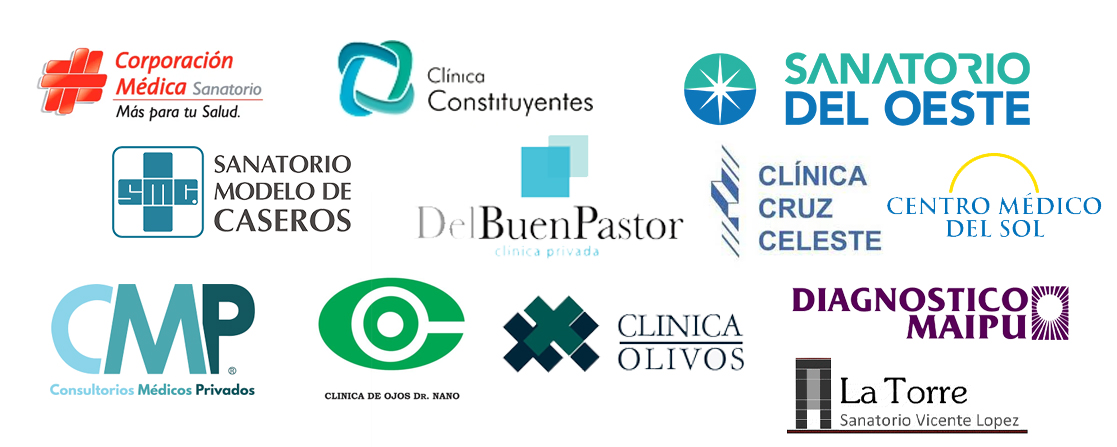 Corporación
Médica Sanatorio
Más para tu Salud.
Clínica
Constituyentes
SANATORIO
DEL OESTE
SMC.
SANATORIO
MODELO DE
CASEROS
DelBuenPastor
clínica privada
CLÍNICA
CRUZ
CELESTE
CENTRO MÉDICO
DEL SOL
CMP®
Consultorios Médicos Privados
CLINICA DE OJOS DR. NANO
CLINICA
OLIVOS
DIAGNOSTICO
MAIPU
La Torre
Sanatorio Vicente Lopez